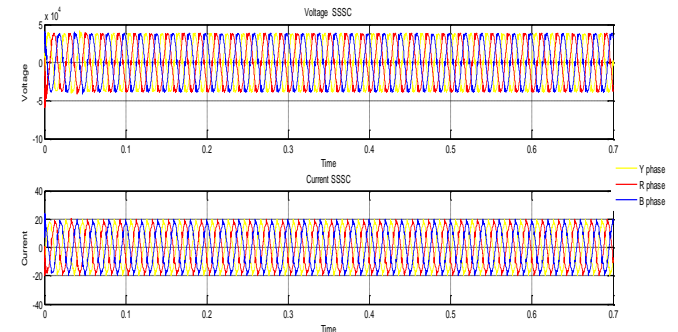 Voltage SSSC
x 10^4
5
0
-5
-10
Voltage
0 0.1 0.2 0.3 0.4 0.5 0.6 0.7
Time
Current SSSC
40
20
0
-20
-40
Current
0 0.1 0.2 0.3 0.4 0.5 0.6 0.7
Time
Y phase
R phase
B phase